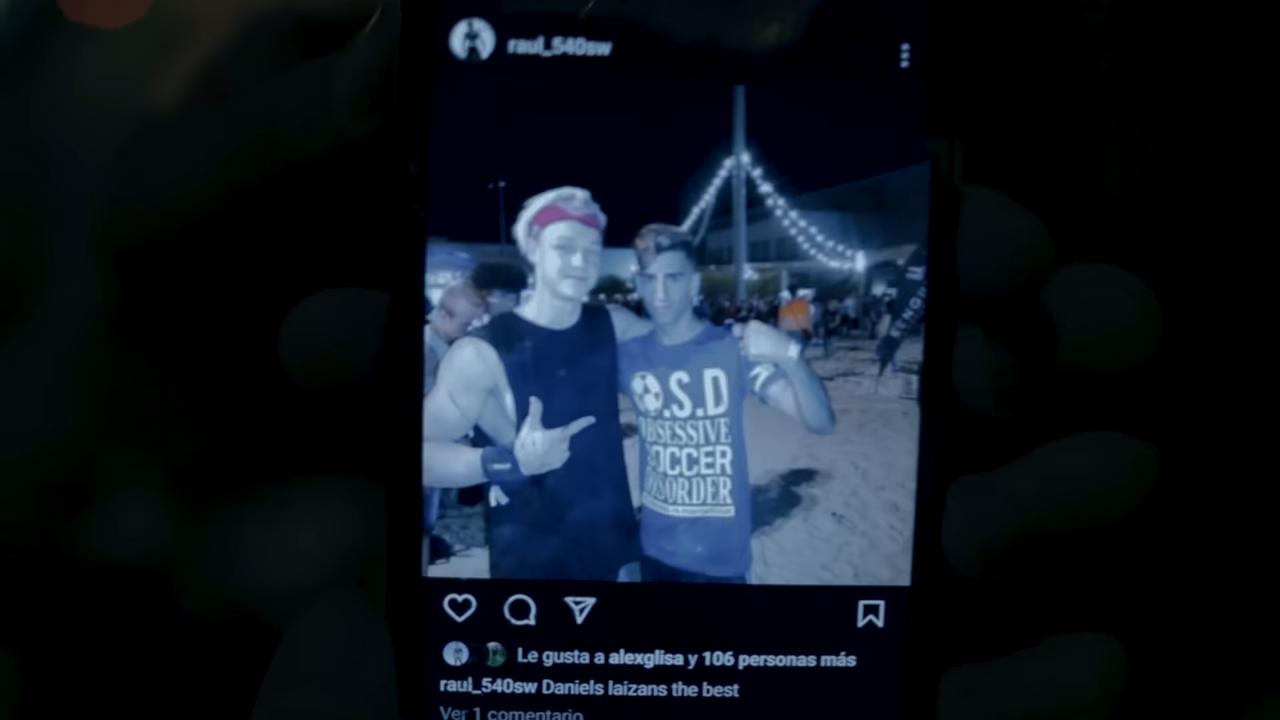 raul_540sw
.S.D
OBSESSIVE
SOCCER
DISORDER
Le gusta a alexglisa y 106 personas más
raul_540sw Daniels laizans the best
Ver 1 comentario